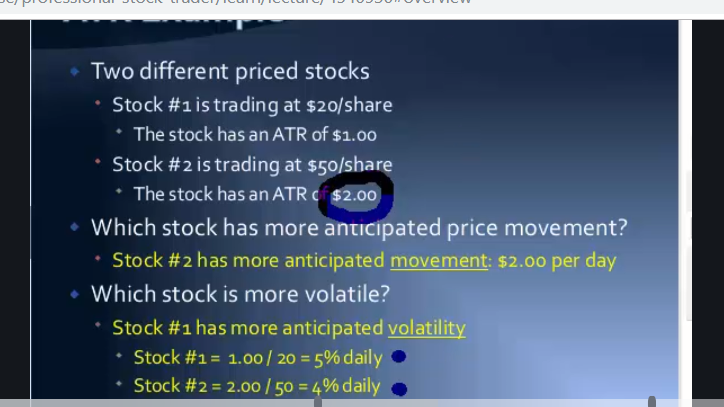 se/professional-stock-trader/learn/lecture/
overview
ATR Example
Two different priced stocks
Stock #1 is trading at $20/share
The stock has an ATR of $1.00
Stock #2 is trading at $50/share
The stock has an ATR of $2.00
Which stock has more anticipated price movement?
Stock #2 has more anticipated movement: $2.00 per day
Which stock is more volatile?
Stock #1 has more anticipated volatility
Stock #1 = 1.00 / 20 = 5% daily
Stock #2 = 2.00 / 50 = 4% daily